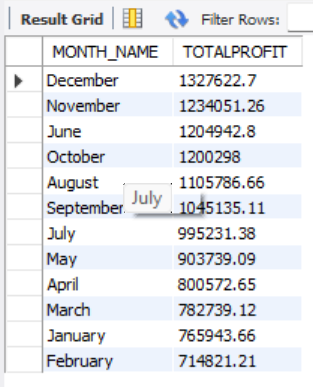 Result Grid Filter Rows:
MONTH_NAME TOTALPROFIT
December 1327622.7
November 1234051.26
June 1204942.8
October 1200298
August 1105786.66
September 1045135.11
July
July 995231.38
May 903739.09
April 800572.65
March 782739.12
January 765943.66
February 714821.21